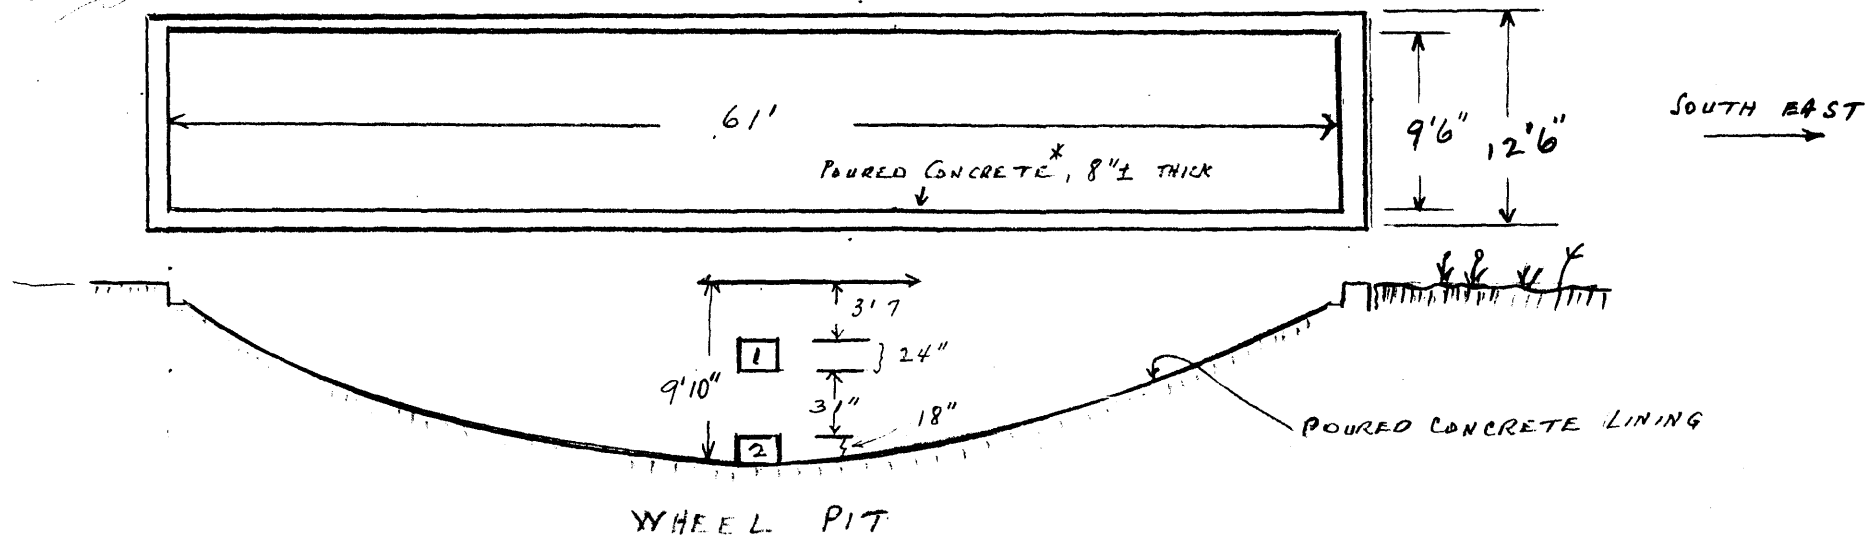 61'
9'6"
12'6"
SOUTH EAST
POURED CONCRETE*, 8"± THICK
3'7
1
24"
9'10"
31"
18"
2
POURED CONCRETE LINING
WHEEL PIT